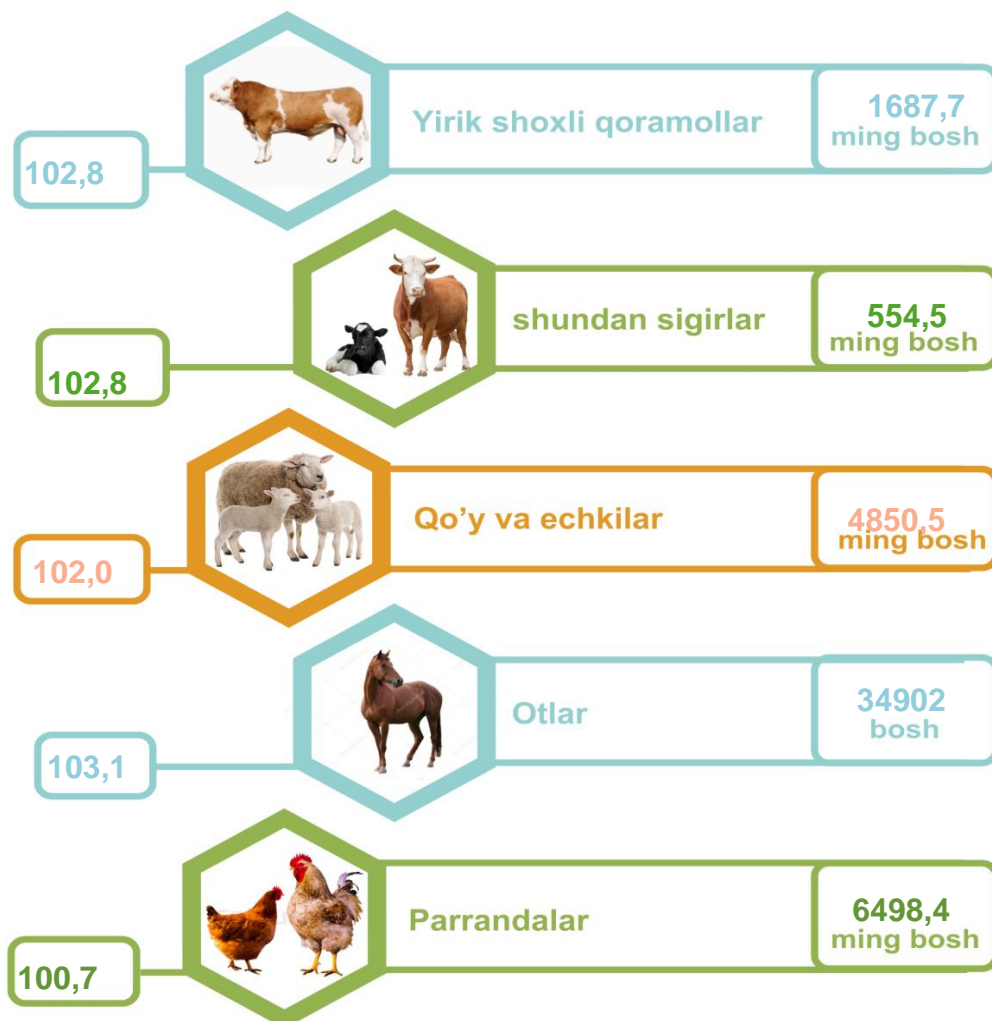 Yirik shoxli qoramollar
1687,7
ming bosh
102,8
shundan sigirlar
554,5
ming bosh
102,8
Qo’y va echkilar
4850,5
ming bosh
102,0
Otlar
34902
bosh
103,1
Parrandalar
6498,4
ming bosh
100,7